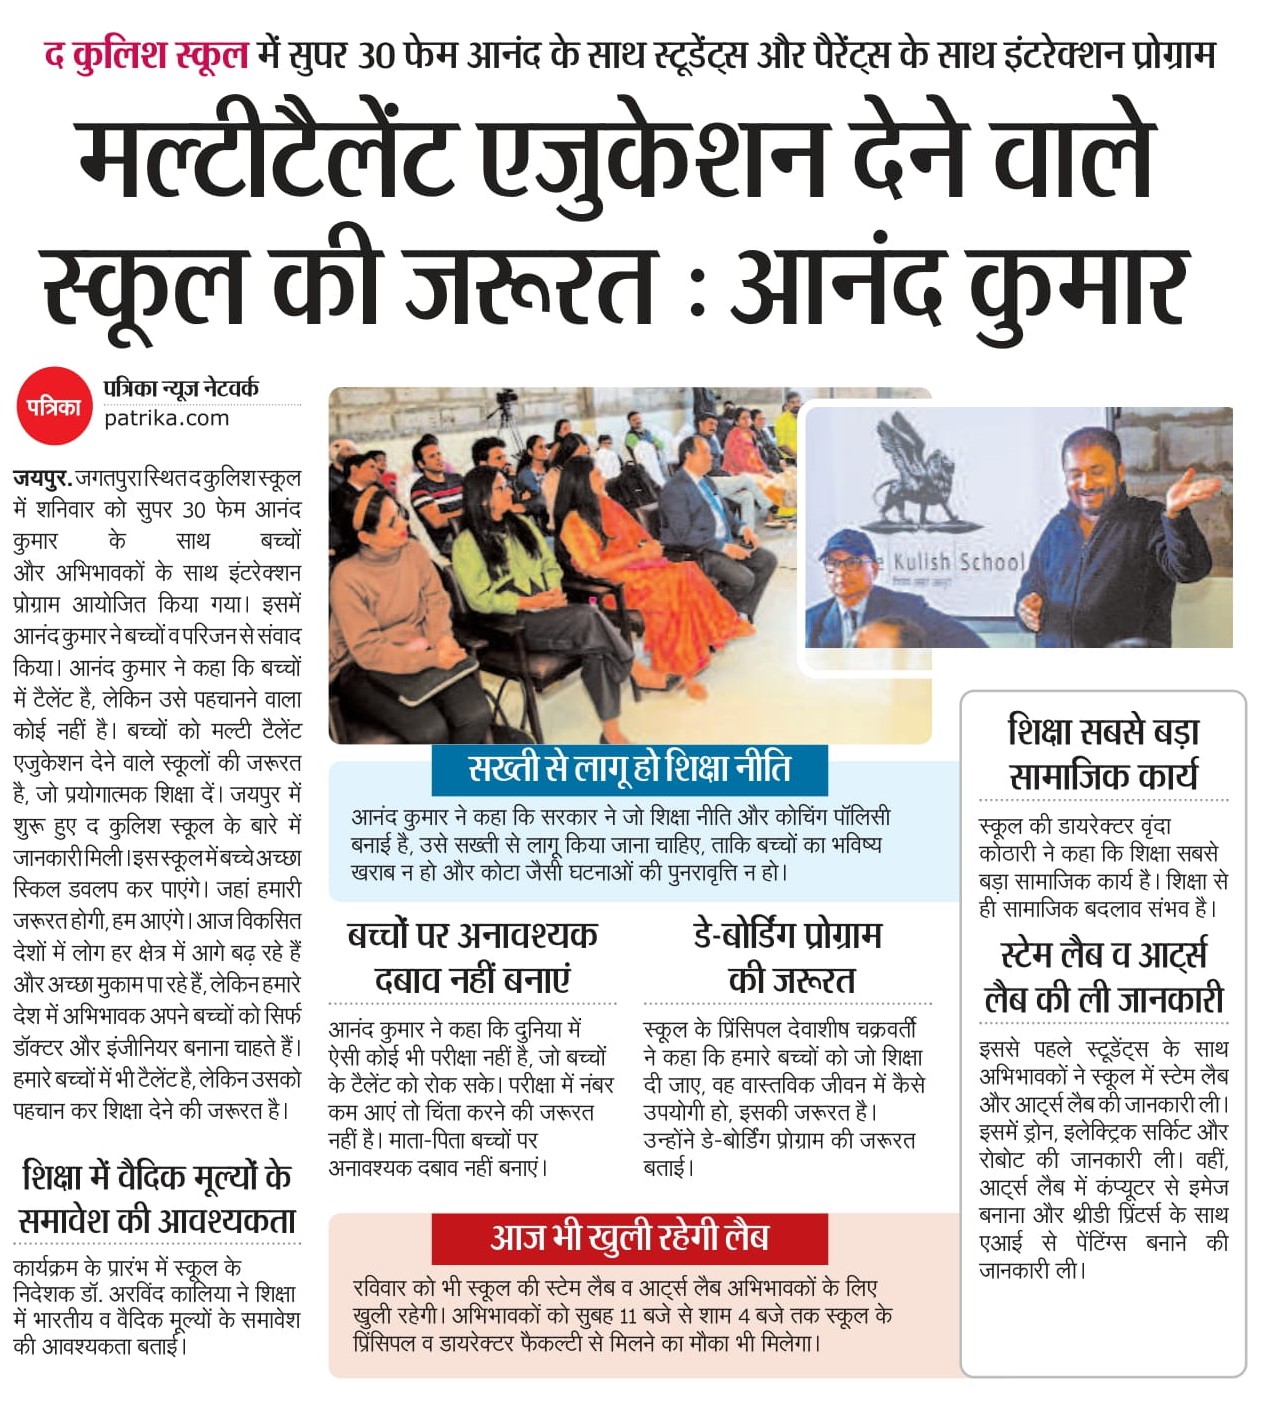 द कुलिश स्कूल में सुपर 30 फेम आनंद के साथ स्टूडेंट्स और पैरेंट्स के साथ इंटरेक्शन प्रोग्राम
मल्टीटैलेंट एजुकेशन देने वाले
स्कूल की जरूरत : आनंद कुमार
पत्रिका
पत्रिका न्यूज नेटवर्क
patrika.com
जयपुर. जगतपुरा स्थित द कुलिश स्कूल
में शनिवार को सुपर 30 फेम आनंद
कुमार के साथ बच्चों
और अभिभावकों के साथ इंटरेक्शन
प्रोग्राम आयोजित किया गया। इसमें
आनंद कुमार ने बच्चों व परिजन से संवाद
किया। आनंद कुमार ने कहा कि बच्चों
में टैलेंट है, लेकिन उसे पहचानने वाला
कोई नहीं है। बच्चों को मल्टी टैलेंट
एजुकेशन देने वाले स्कूलों की जरूरत
है, जो प्रयोगात्मक शिक्षा दें। जयपुर में
शुरू हुए द कुलिश स्कूल के बारे में
जानकारी मिली। इस स्कूल में बच्चे अच्छा
स्किल डवलप कर पाएंगे। जहां हमारी
जरूरत होगी, हम आएंगे। आज विकसित
देशों में लोग हर क्षेत्र में आगे बढ़ रहे हैं
और अच्छा मुकाम पा रहे हैं, लेकिन हमारे
देश में अभिभावक अपने बच्चों को सिर्फ
डॉक्टर और इंजीनियर बनाना चाहते हैं।
हमारे बच्चों में भी टैलेंट है, लेकिन उसको
पहचान कर शिक्षा देने की जरूरत है।
शिक्षा में वैदिक मूल्यों के
समावेश की आवश्यकता
कार्यक्रम के प्रारंभ में स्कूल के
निदेशक डॉ. अरविंद कालिया ने शिक्षा
में भारतीय व वैदिक मूल्यों के समावेश
की आवश्यकता बताई।
Kulish School
सख्ती से लागू हो शिक्षा नीति
आनंद कुमार ने कहा कि सरकार ने जो शिक्षा नीति और कोचिंग पॉलिसी
बनाई है, उसे सख्ती से लागू किया जाना चाहिए, ताकि बच्चों का भविष्य
खराब न हो और कोटा जैसी घटनाओं की पुनरावृत्ति न हो।
बच्चों पर अनावश्यक
दबाव नहीं बनाएं
आनंद कुमार ने कहा कि दुनिया में
ऐसी कोई भी परीक्षा नहीं है, जो बच्चों
के टैलेंट को रोक सके। परीक्षा में नंबर
कम आएं तो चिंता करने की जरूरत
नहीं है। माता-पिता बच्चों पर
अनावश्यक दबाव नहीं बनाएं।
डे-बोर्डिंग प्रोग्राम
की जरूरत
स्कूल के प्रिंसिपल देवाशीष चक्रवर्ती
ने कहा कि हमारे बच्चों को जो शिक्षा
दी जाए, वह वास्तविक जीवन में कैसे
उपयोगी हो, इसकी जरूरत है।
उन्होंने डे-बोर्डिंग प्रोग्राम की जरूरत
बताई।
आज भी खुली रहेगी लैब
रविवार को भी स्कूल की स्टेम लैब व आर्ट्स लैब अभिभावकों के लिए
खुली रहेगी। अभिभावकों को सुबह 11 बजे से शाम 4 बजे तक स्कूल के
प्रिंसिपल व डायरेक्टर फैकल्टी से मिलने का मौका भी मिलेगा।
शिक्षा सबसे बड़ा
सामाजिक कार्य
स्कूल की डायरेक्टर वृंदा
कोठारी ने कहा कि शिक्षा सबसे
बड़ा सामाजिक कार्य है। शिक्षा से
ही सामाजिक बदलाव संभव है।
स्टेम लैब व आर्ट्स
लैब की ली जानकारी
इससे पहले स्टूडेंट्स के साथ
अभिभावकों ने स्कूल में स्टेम लैब
और आर्ट्स लैब की जानकारी ली।
इसमें ड्रोन, इलेक्ट्रिक सर्किट और
रोबोट की जानकारी ली। वहीं,
आर्ट्स लैब में कंप्यूटर से इमेज
बनाना और थ्रीडी प्रिंटर्स के साथ
एआई से पेंटिंग्स बनाने की
जानकारी ली।